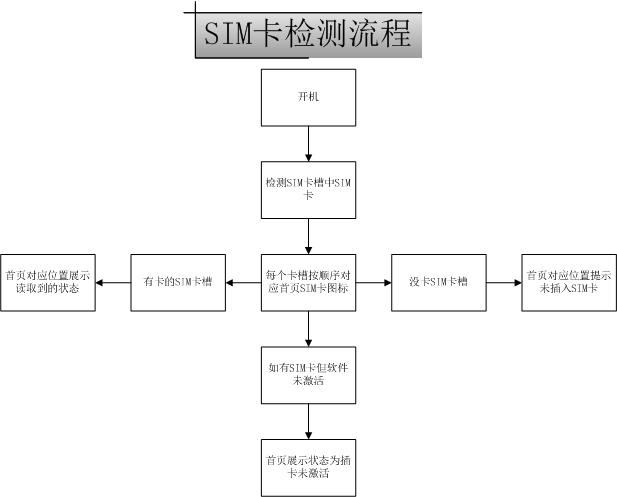 SIM卡检测流程
开机
检测SIM卡槽中SIM
卡
首页对应位置展示
读取到的状态
有卡的SIM卡槽
每个卡槽按顺序对
应首页SIM卡图标
没卡SIM卡槽
首页对应位置提示
未插入SIM卡
如有SIM卡但软件
未激活
首页展示状态为插
卡未激活